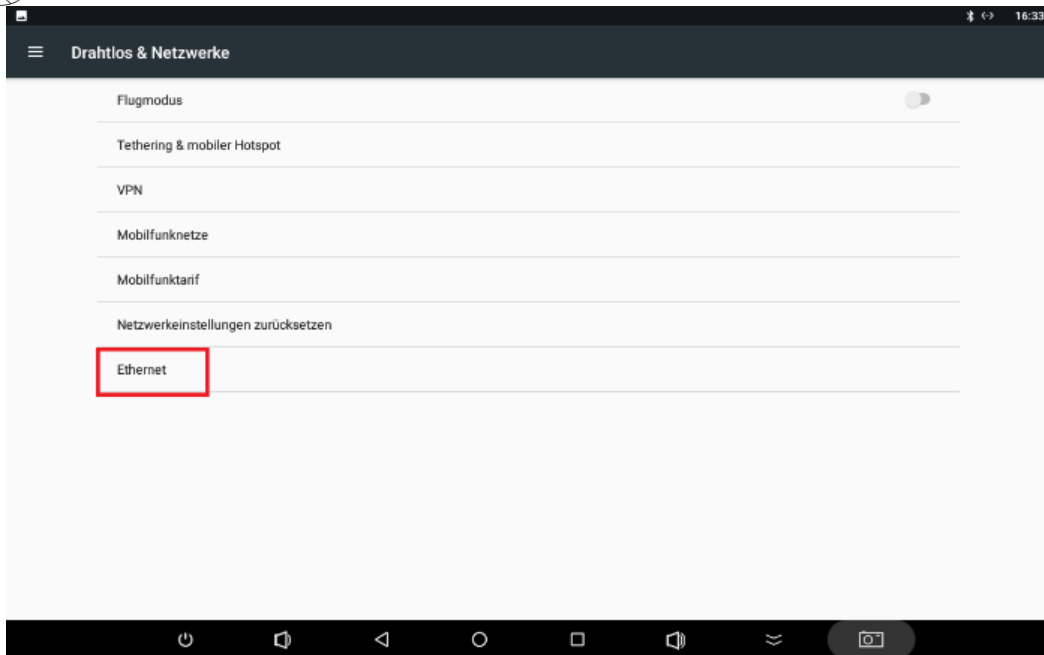 16:33
Drahtlos & Netzwerke
Flugmodus
Tethering & mobiler Hotspot
VPN
Mobilfunknetze
Mobilfunktarif
Netzwerkeinstellungen zurücksetzen
Ethernet